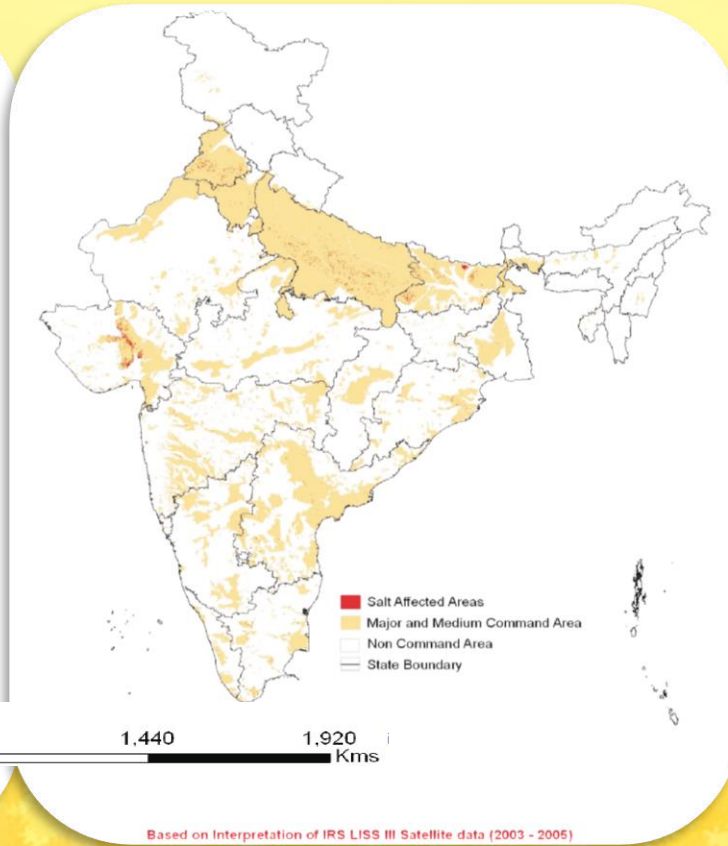 Salt Affected Areas
Major and Medium Command Area
Non Command Area
State Boundary
1,440 1,920
Kms
Based on Interpretation of IRS LISS III Satellite data (2003 - 2005)